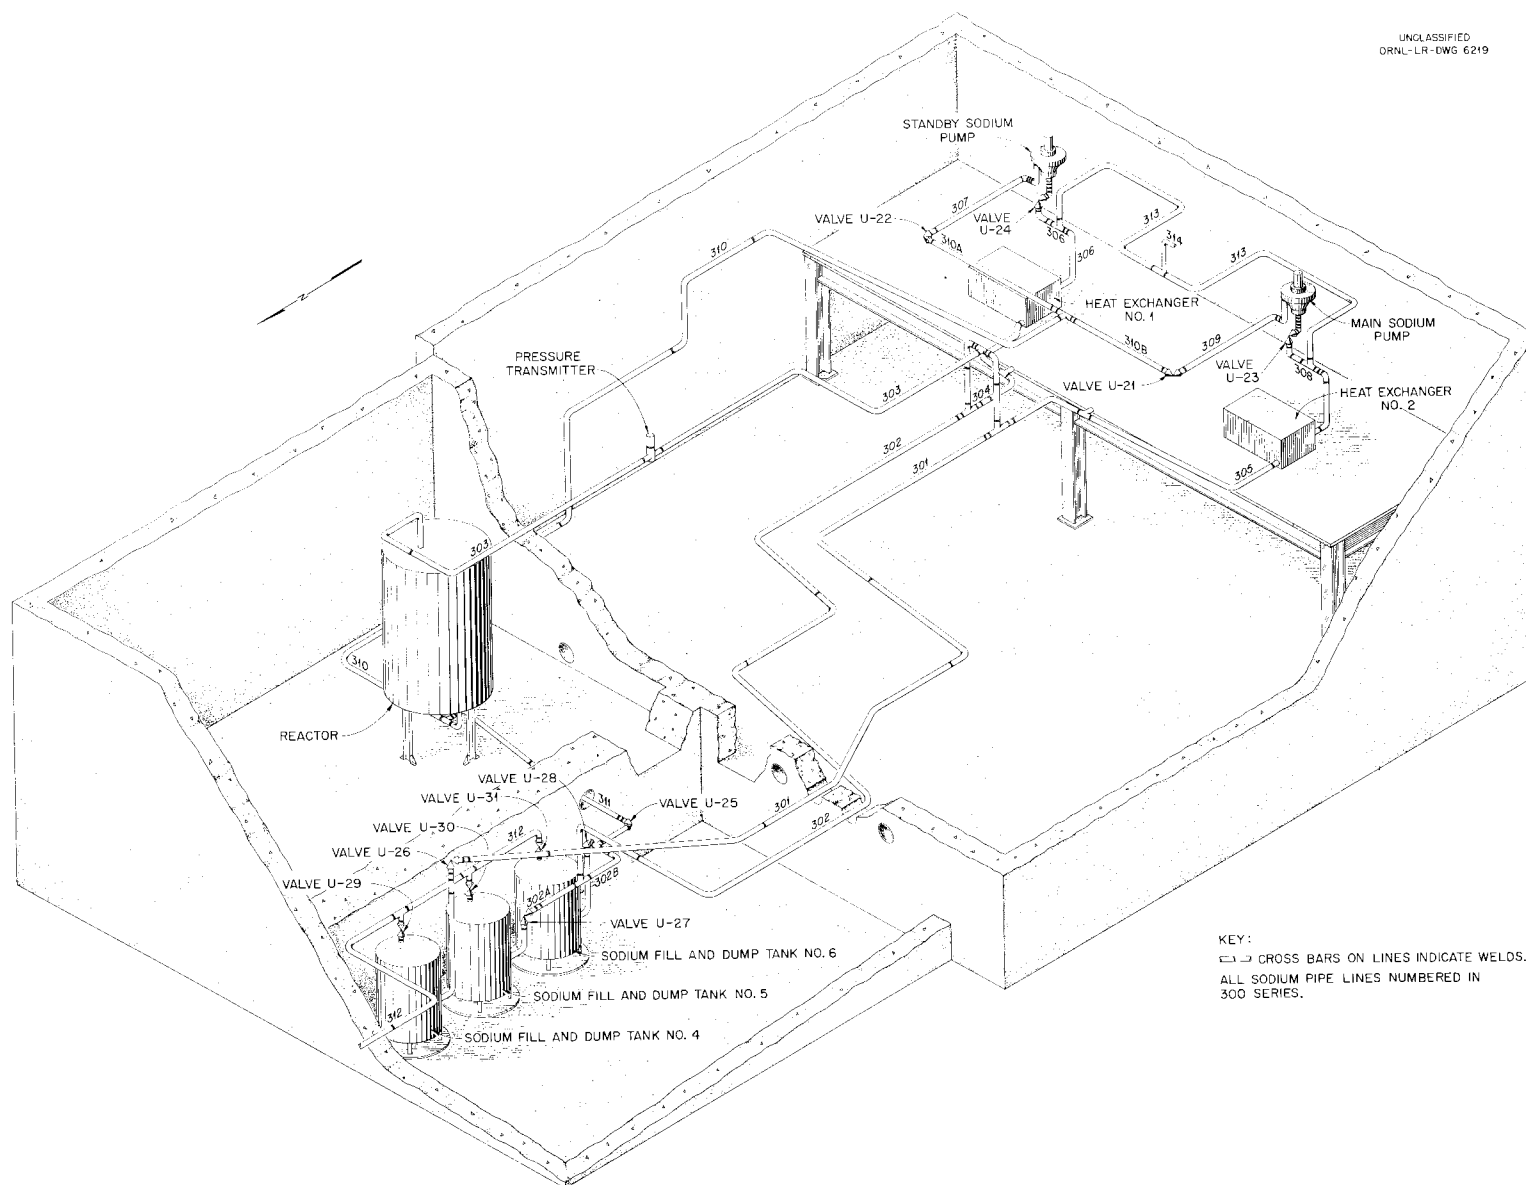 UNCLASSIFIED
ORNL-LR-DWG 6219
STANDBY SODIUM
PUMP
307
VALVE U-22
VALVE
U-24
306
313
314
310
310A
306
313
HEAT EXCHANGER
NO. 1
MAIN SODIUM
PUMP
310B
309
PRESSURE
TRANSMITTER
VALVE U-21
VALVE
U-23
308
HEAT EXCHANGER
NO. 2
303
304
302
301
305
303
310
REACTOR
VALVE U-28
VALVE U-31
311
VALVE U-25
301
VALVE U-30
312
302
VALVE U-26
VALVE U-29
302A
302B
VALVE U-27
SODIUM FILL AND DUMP TANK NO. 6
SODIUM FILL AND DUMP TANK NO. 5
312
SODIUM FILL AND DUMP TANK NO. 4
KEY:
CROSS BARS ON LINES INDICATE WELDS.
ALL SODIUM PIPE LINES NUMBERED IN
300 SERIES.
N